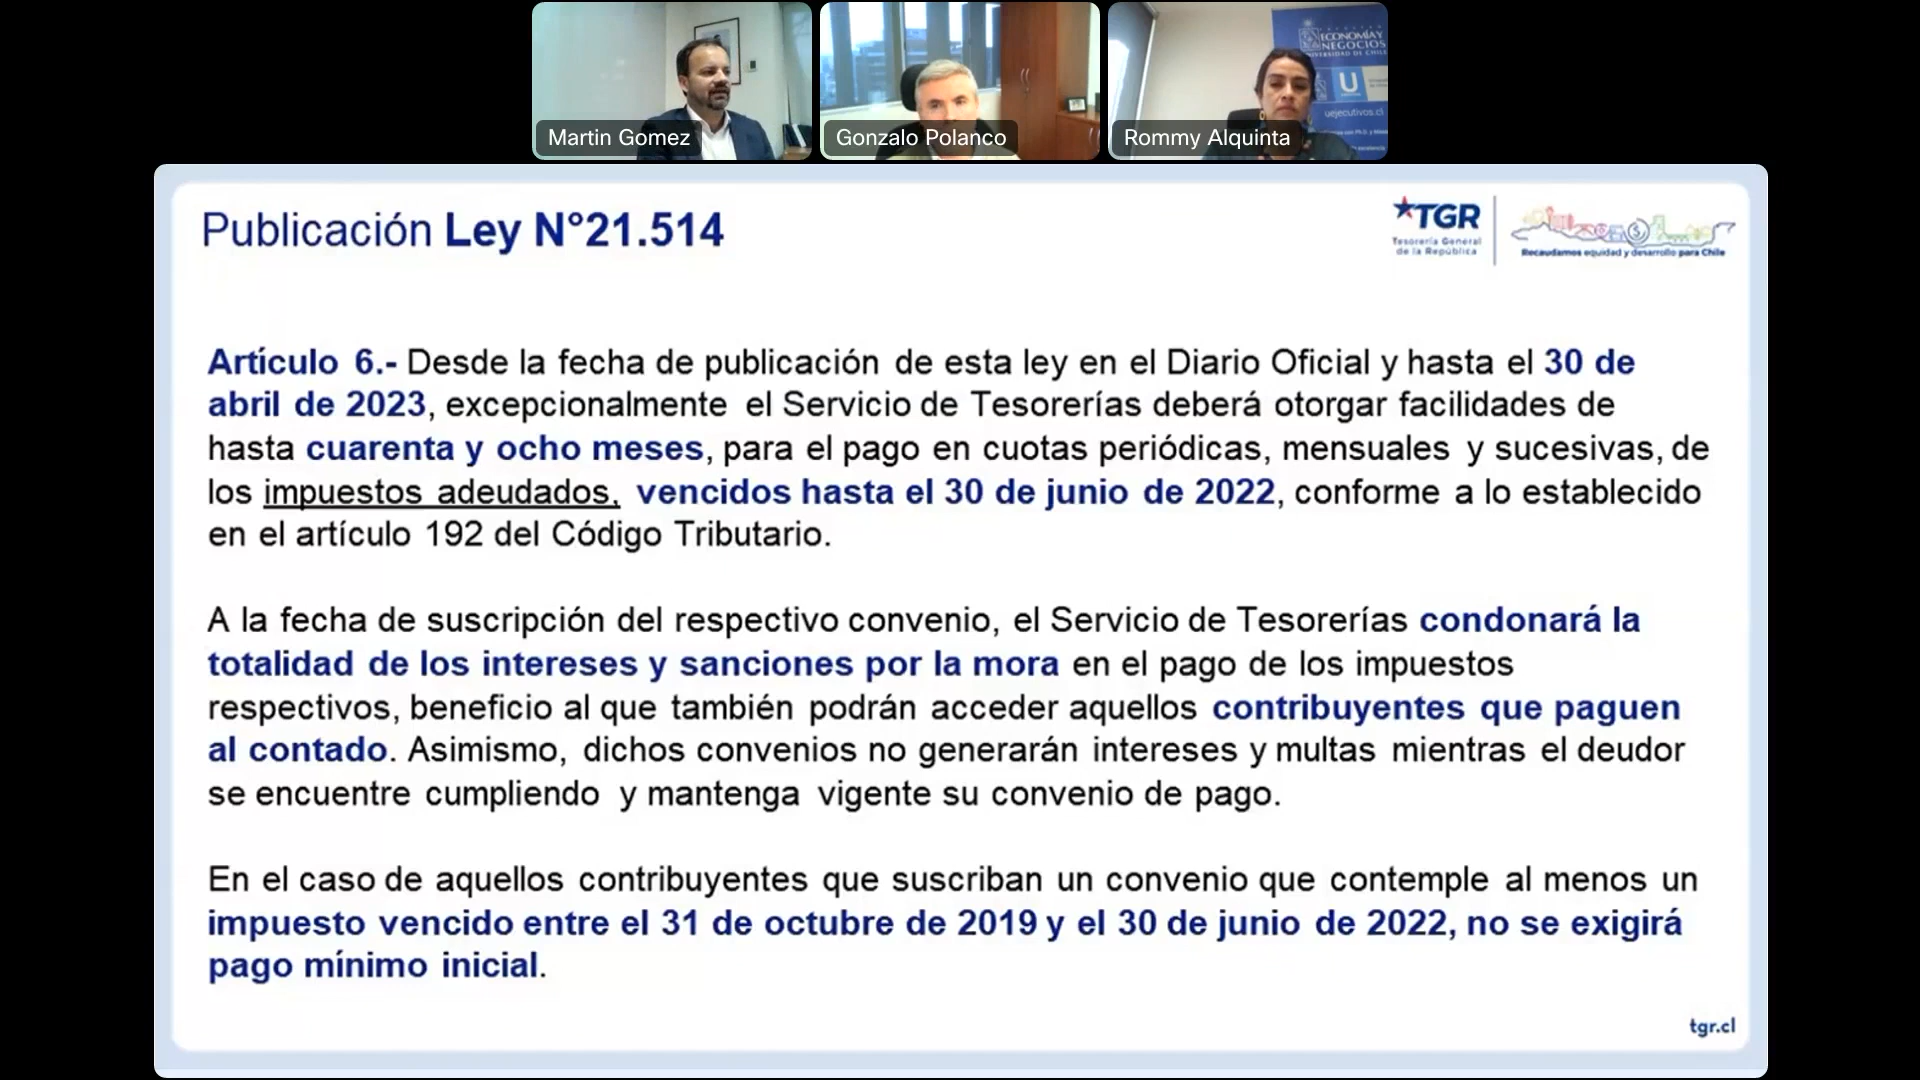 ECONOMÍA Y
NEGOCIOS
UNIVERSIDAD DE CHILE
U
uejecutivos.cl
Martin Gomez
Gonzalo Polanco
Rommy Alquinta
Publicación Ley N°21.514
TGR
Tesorería General
de la República
Recaudamos equidad y desarrollo para Chile
Artículo 6.- Desde la fecha de publicación de esta ley en el Diario Oficial y hasta el 30 de
abril de 2023, excepcionalmente el Servicio de Tesorerías deberá otorgar facilidades de
hasta cuarenta y ocho meses, para el pago en cuotas periódicas, mensuales y sucesivas, de
los impuestos adeudados, vencidos hasta el 30 de junio de 2022, conforme a lo establecido
en el artículo 192 del Código Tributario.
A la fecha de suscripción del respectivo convenio, el Servicio de Tesorerías condonará la
totalidad de los intereses y sanciones por la mora en el pago de los impuestos
respectivos, beneficio al que también podrán acceder aquellos contribuyentes que paguen
al contado. Asimismo, dichos convenios no generarán intereses y multas mientras el deudor
se encuentre cumpliendo y mantenga vigente su convenio de pago.
En el caso de aquellos contribuyentes que suscriban un convenio que contemple al menos un
impuesto vencido entre el 31 de octubre de 2019 y el 30 de junio de 2022, no se exigirá
pago mínimo inicial.
tgr.cl